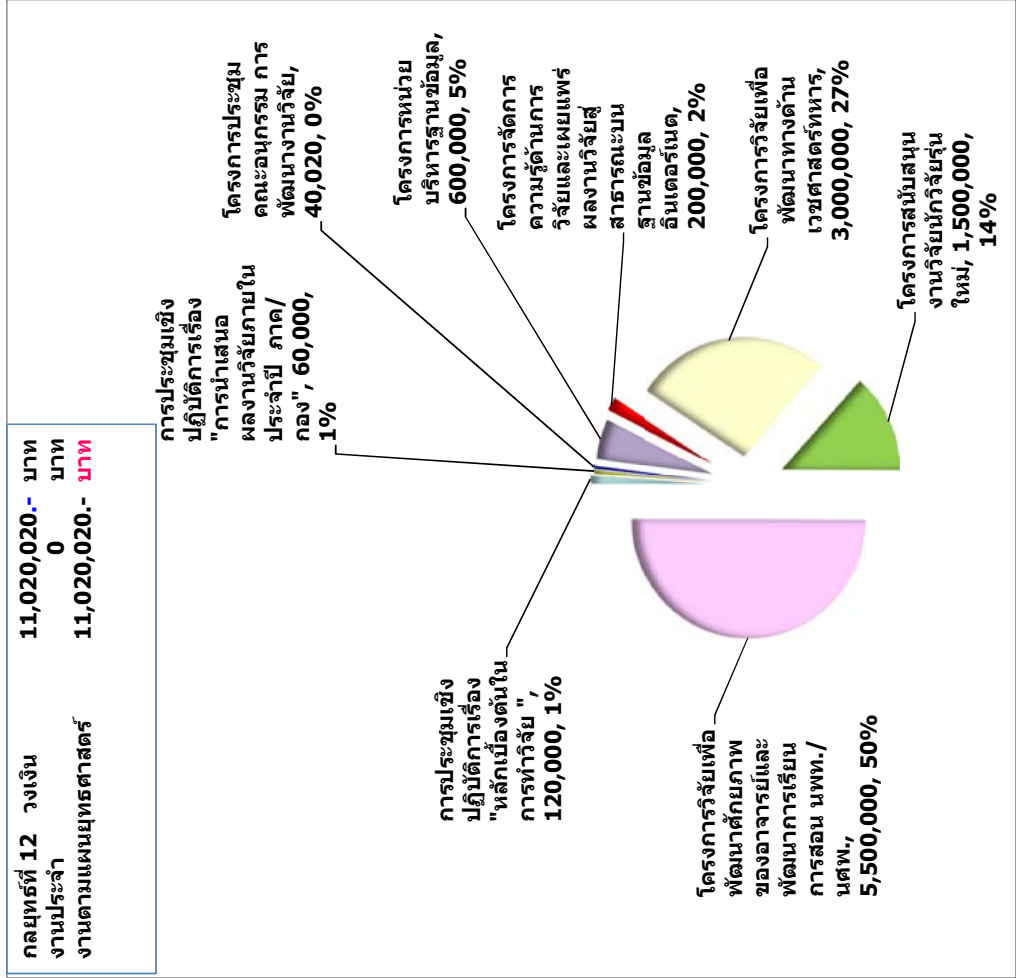 กลยุทธ์ที่ 12 วงเงิน 11,020,020.- บาท
งานประจำ 0 บาท
งานตามแผนยุทธศาสตร์ 11,020,020.- บาท
การประชุมเชิง
ปฏิบัติการเรื่อง
"หลักเบื้องต้นใน
การทำวิจัย ",
120,000, 1%
การประชุมเชิง
ปฏิบัติการเรื่อง
"การนำเสนอ
ผลงานวิจัยภายใน
ประจำปี ภาค/
กอง", 60,000,
1%
โครงการประชุม
คณะอนุกรรม การ
พัฒนางานวิจัย,
40,020, 0%
โครงการหน่วย
บริหารฐานข้อมูล,
600,000, 5%
โครงการจัดการ
ความรู้ด้านการ
วิจัยและเผยแพร่
ผลงานวิจัยสู่
สาธารณะบน
ฐานข้อมูล
อินเตอร์เนต,
200,000, 2%
โครงการวิจัยเพื่อ
พัฒนาทางด้าน
เวชศาสตร์ทหาร,
3,000,000, 27%
โครงการสนับสนุน
งานวิจัยนักวิจัยรุ่น
ใหม่, 1,500,000,
14%
โครงการวิจัยเพื่อ
พัฒนาศักยภาพ
ของอาจารย์และ
พัฒนาการเรียน
การสอน นพท./
นศพ.,
5,500,000, 50%